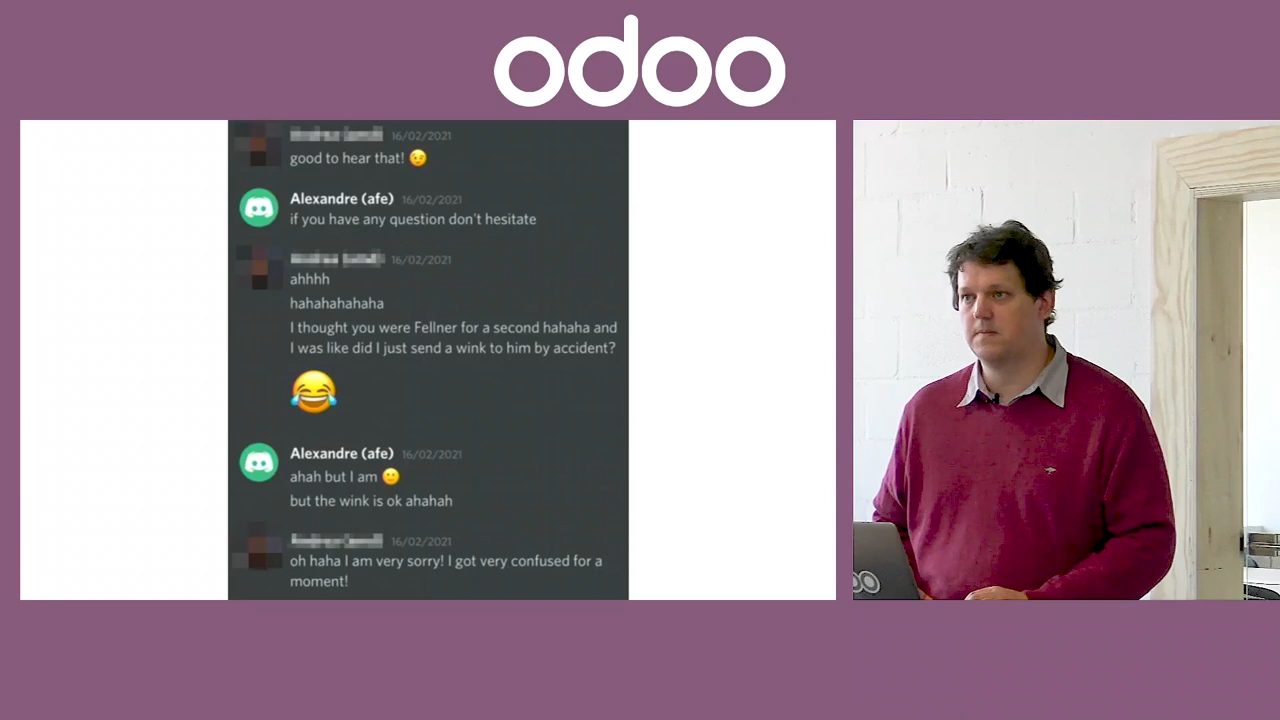 odoo
16/02/2021
good to hear that! 😉
Alexandre (afe) 16/02/2021
if you have any question don't hesitate
16/02/2021
ahhhh
hahahahahaha
I thought you were Fellner for a second hahaha and
I was like did I just send a wink to him by accident?
😂
Alexandre (afe) 16/02/2021
ahah but I am 🙂
but the wink is ok ahahah
16/02/2021
oh haha I am very sorry! I got very confused for a
moment!